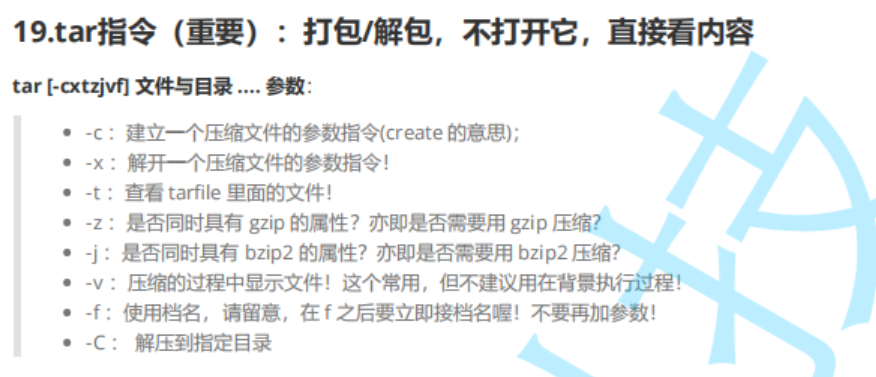 19.tar指令（重要）：打包/解包，不打开它，直接看内容
tar [-cxtzjvf] 文件与目录 .... 参数：
-c：建立一个压缩文件的参数指令(create 的意思)；
-x：解开一个压缩文件的参数指令！
-t：查看 tarfile 里面的文件！
-z：是否同时具有 gzip 的属性？亦即是否需要用 gzip 压缩？
-j：是否同时具有 bzip2 的属性？亦即是否需要用 bzip2 压缩？
-v：压缩的过程中显示文件！这个常用，但不建议用在背景执行过程！
-f：使用档名，请留意，在 f 之后要立即接档名喔！不要再加参数！
-C： 解压到指定目录
技